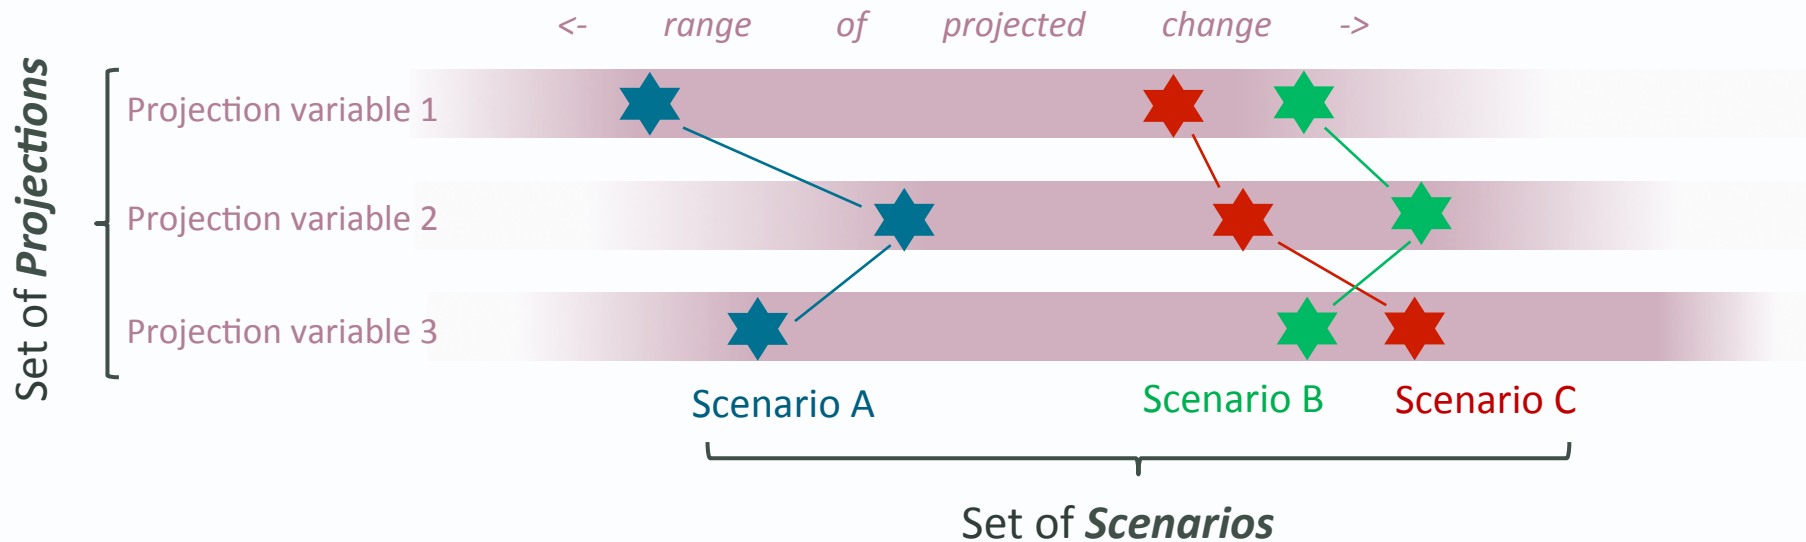 <- range of projected change ->
Set of Projections
Projection variable 1
Projection variable 2
Projection variable 3
Scenario A
Scenario B
Scenario C
Set of Scenarios